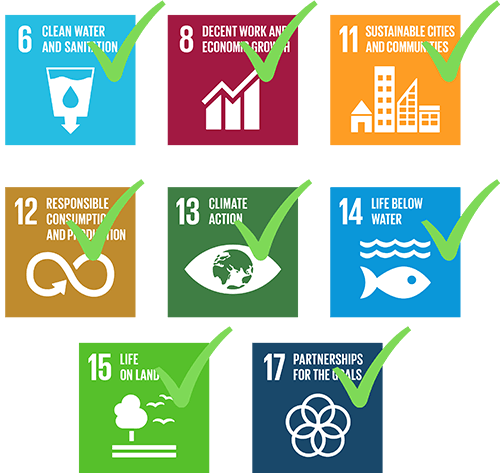 6 CLEAN WATER
AND SANITATION
8 DECENT WORK AND
ECONOMIC GROWTH
11 SUSTAINABLE CITIES
AND COMMUNITIES
12 RESPONSIBLE
CONSUMPTION
AND PRODUCTION
13 CLIMATE
ACTION
14 LIFE BELOW
WATER
15 LIFE
ON LAND
17 PARTNERSHIPS
FOR THE GOALS